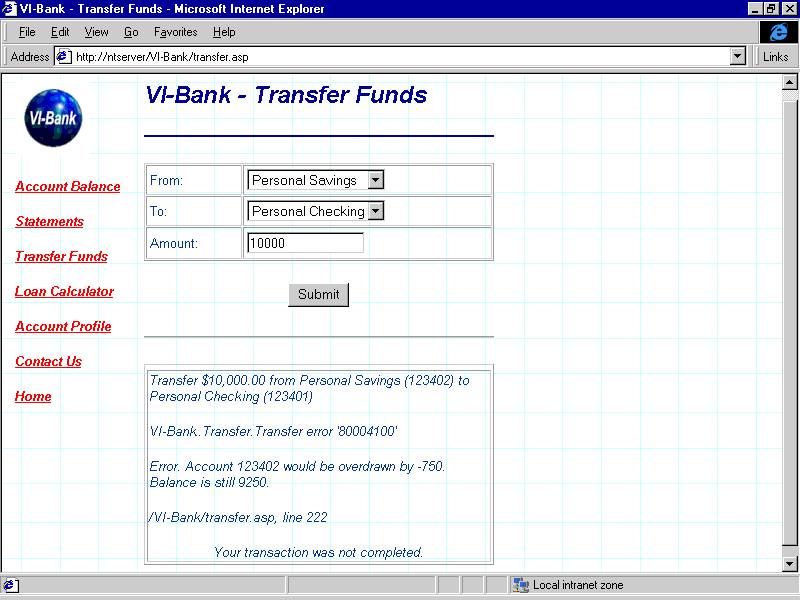 VI-Bank - Transfer Funds - Microsoft Internet Explorer
File Edit View Go Favorites Help
Address http://ntserver/VI-Bank/transfer.asp Links
VI-Bank
VI-Bank - Transfer Funds
Account Balance
Statements
Transfer Funds
Loan Calculator
Account Profile
Contact Us
Home
From: Personal Savings
To: Personal Checking
Amount: 10000
Submit
Transfer $10,000.00 from Personal Savings (123402) to
Personal Checking (123401)
VI-Bank.Transfer.Transfer error '80004100'
Error. Account 123402 would be overdrawn by -750.
Balance is still 9250.
/VI-Bank/transfer.asp, line 222
Your transaction was not completed.
Local intranet zone